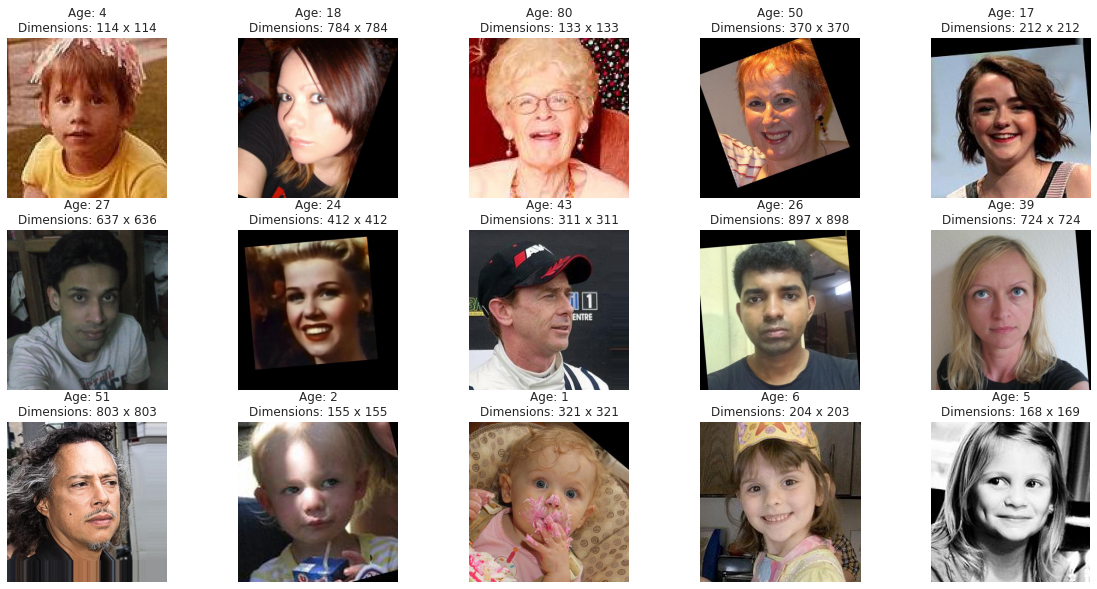 Age: 4
Dimensions: 114 x 114
Age: 18
Dimensions: 784 x 784
Age: 80
Dimensions: 133 x 133
Age: 50
Dimensions: 370 x 370
Age: 17
Dimensions: 212 x 212
Age: 27
Dimensions: 637 x 636
Age: 24
Dimensions: 412 x 412
Age: 43
Dimensions: 311 x 311
1
ENTRE
Age: 26
Dimensions: 897 x 898
Age: 39
Dimensions: 724 x 724
Age: 51
Dimensions: 803 x 803
Age: 2
Dimensions: 155 x 155
Age: 1
Dimensions: 321 x 321
Age: 6
Dimensions: 204 x 203
Age: 5
Dimensions: 168 x 169